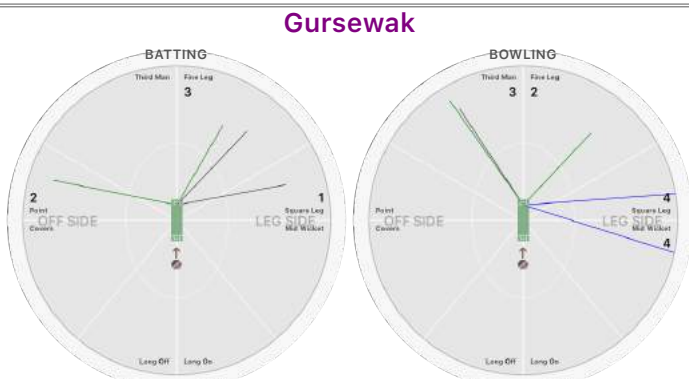 Gursewak
BATTING
Third Man
Fine Leg
3
2
1
Point
Square Leg
OFF SIDE
LEG SIDE
Covers
Mid Wicket
Long Off
Long On
BOWLING
Third Man
Fine Leg
3
2
4
Point
Square Leg
OFF SIDE
LEG SIDE
Covers
Mid Wicket
4
Long Off
Long On